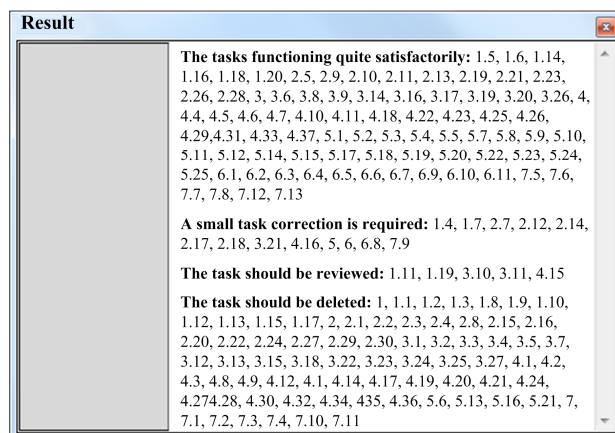 Result
The tasks functioning quite satisfactorily: 1.5, 1.6, 1.14,
1.16, 1.18, 1.20, 2.5, 2.9, 2.10, 2.11, 2.13, 2.19, 2.21, 2.23,
2.26, 2.28, 3, 3.6, 3.8, 3.9, 3.14, 3.16, 3.17, 3.19, 3.20, 3.26, 4,
4.4, 4.5, 4.6, 4.7, 4.10, 4.11, 4.18, 4.22, 4.23, 4.25, 4.26,
4.29,4.31, 4.33, 4.37, 5.1, 5.2, 5.3, 5.4, 5.5, 5.7, 5.8, 5.9, 5.10,
5.11, 5.12, 5.14, 5.15, 5.17, 5.18, 5.19, 5.20, 5.22, 5.23, 5.24,
5.25, 6.1, 6.2, 6.3, 6.4, 6.5, 6.6, 6.7, 6.9, 6.10, 6.11, 7.5, 7.6,
7.7, 7.8, 7.12, 7.13
A small task correction is required: 1.4, 1.7, 2.7, 2.12, 2.14,
2.17, 2.18, 3.21, 4.16, 5, 6, 6.8, 7.9
The task should be reviewed: 1.11, 1.19, 3.10, 3.11, 4.15
The task should be deleted: 1, 1.1, 1.2, 1.3, 1.8, 1.9, 1.10,
1.12, 1.13, 1.15, 1.17, 2, 2.1, 2.2, 2.3, 2.4, 2.8, 2.15, 2.16,
2.20, 2.22, 2.24, 2.27, 2.29, 2.30, 3.1, 3.2, 3.3, 3.4, 3.5, 3.7,
3.12, 3.13, 3.15, 3.18, 3.22, 3.23, 3.24, 3.25, 3.27, 4.1, 4.2,
4.3, 4.8, 4.9, 4.12, 4.1, 4.14, 4.17, 4.19, 4.20, 4.21, 4.24,
4.274.28, 4.30, 4.32, 4.34, 435, 4.36, 5.6, 5.13, 5.16, 5.21, 7,
7.1, 7.2, 7.3, 7.4, 7.10, 7.11